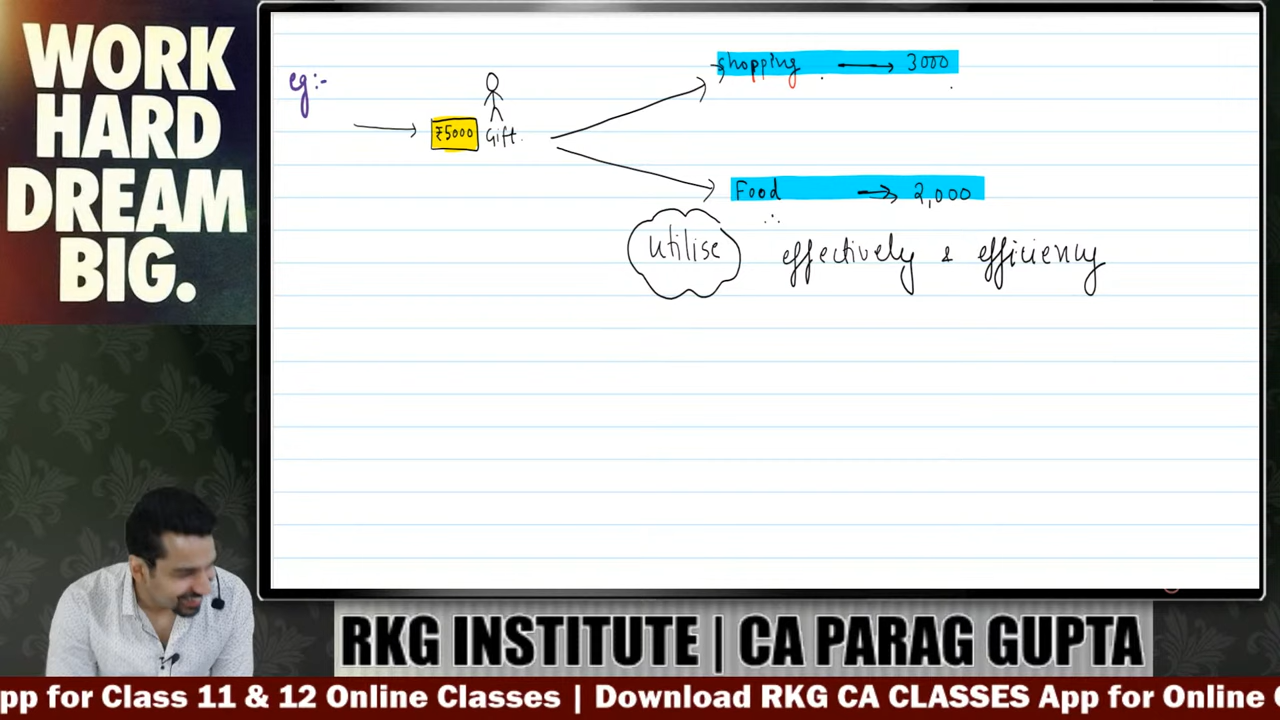 WORK
HARD
DREAM
BIG.
eg:-
₹5000 Gift.
shopping → 3000
Food → 2,000
utilise effectively & efficiency
RKG INSTITUTE | CA PARAG GUPTA
pp for Class 11 & 12 Online Classes | Download RKG CA CLASSES App for Online C